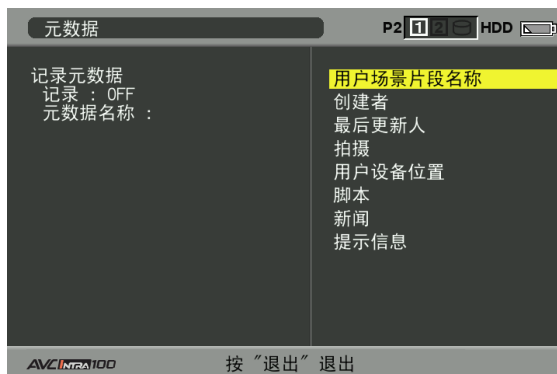 元数据
P2 1 2 HDD
记录元数据
记录 : OFF
元数据名称 :
用户场景片段名称
创建者
最后更新人
拍摄
用户设备位置
脚本
新闻
提示信息
AVC INTRA 100
按 ″退出″ 退出